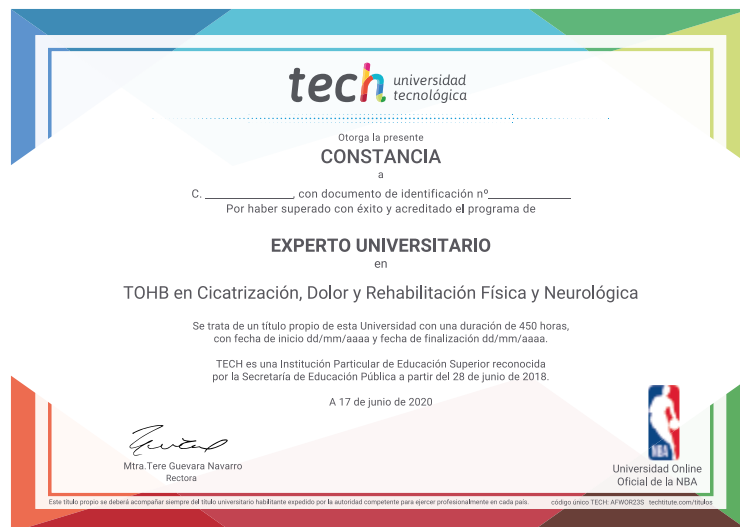 tech universidad
tecnológica
Otorga la presente
CONSTANCIA
a
C. ______________, con documento de identificación nº______________
Por haber superado con éxito y acreditado el programa de
EXPERTO UNIVERSITARIO
en
TOHB en Cicatrización, Dolor y Rehabilitación Física y Neurológica
Se trata de un título propio de esta Universidad con una duración de 450 horas,
con fecha de inicio dd/mm/aaaa y fecha de finalización dd/mm/aaaa.
TECH es una Institución Particular de Educación Superior reconocida
por la Secretaría de Educación Pública a partir del 28 de junio de 2018.
A 17 de junio de 2020
Mtra.Tere Guevara Navarro
Rectora
NBA
Universidad Online
Oficial de la NBA
Este título propio se deberá acompañar siempre del título universitario habilitante expedido por la autoridad competente para ejercer profesionalmente en cada país. código único TECH: AFWOR23S techtitute.com/titulos